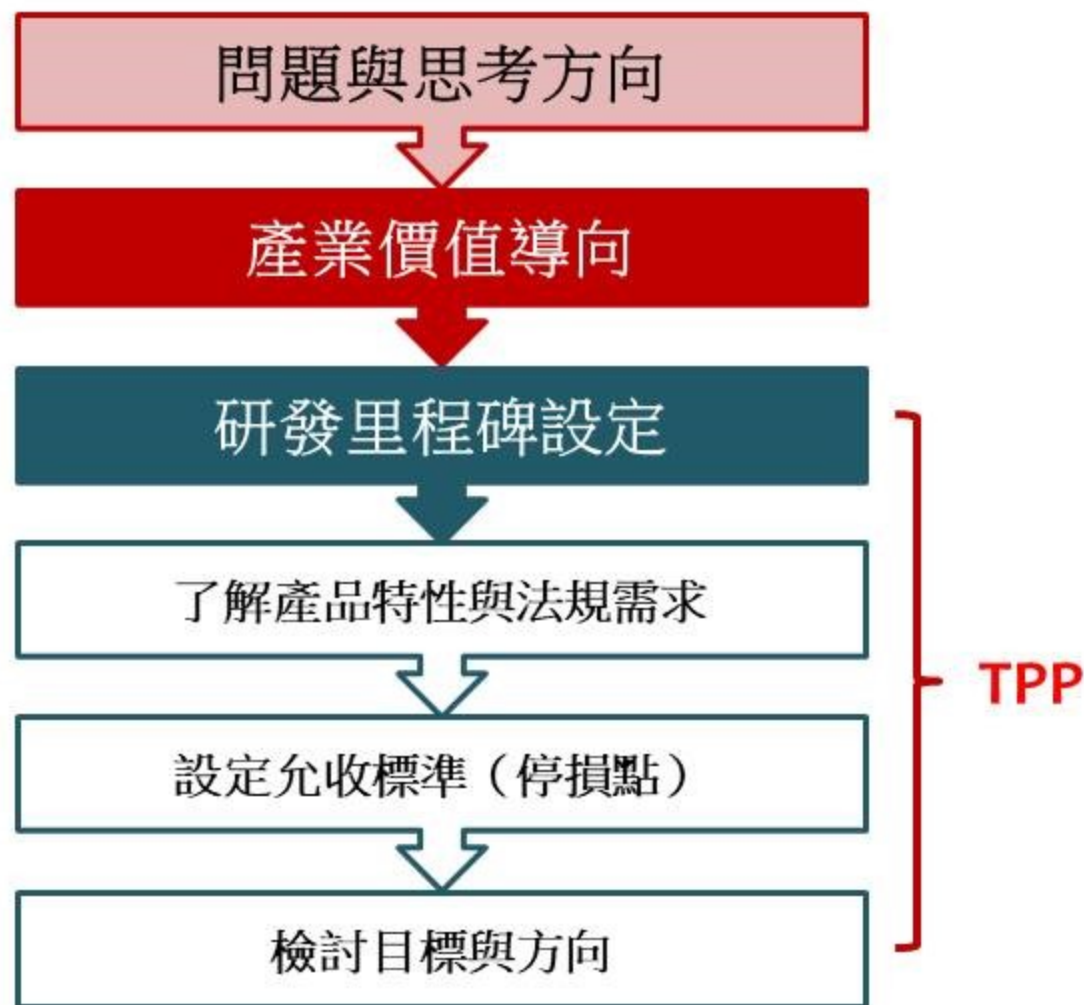 問題與思考方向
產業價值導向
研發里程碑設定
了解產品特性與法規需求
設定允收標準（停損點）
檢討目標與方向
TPP